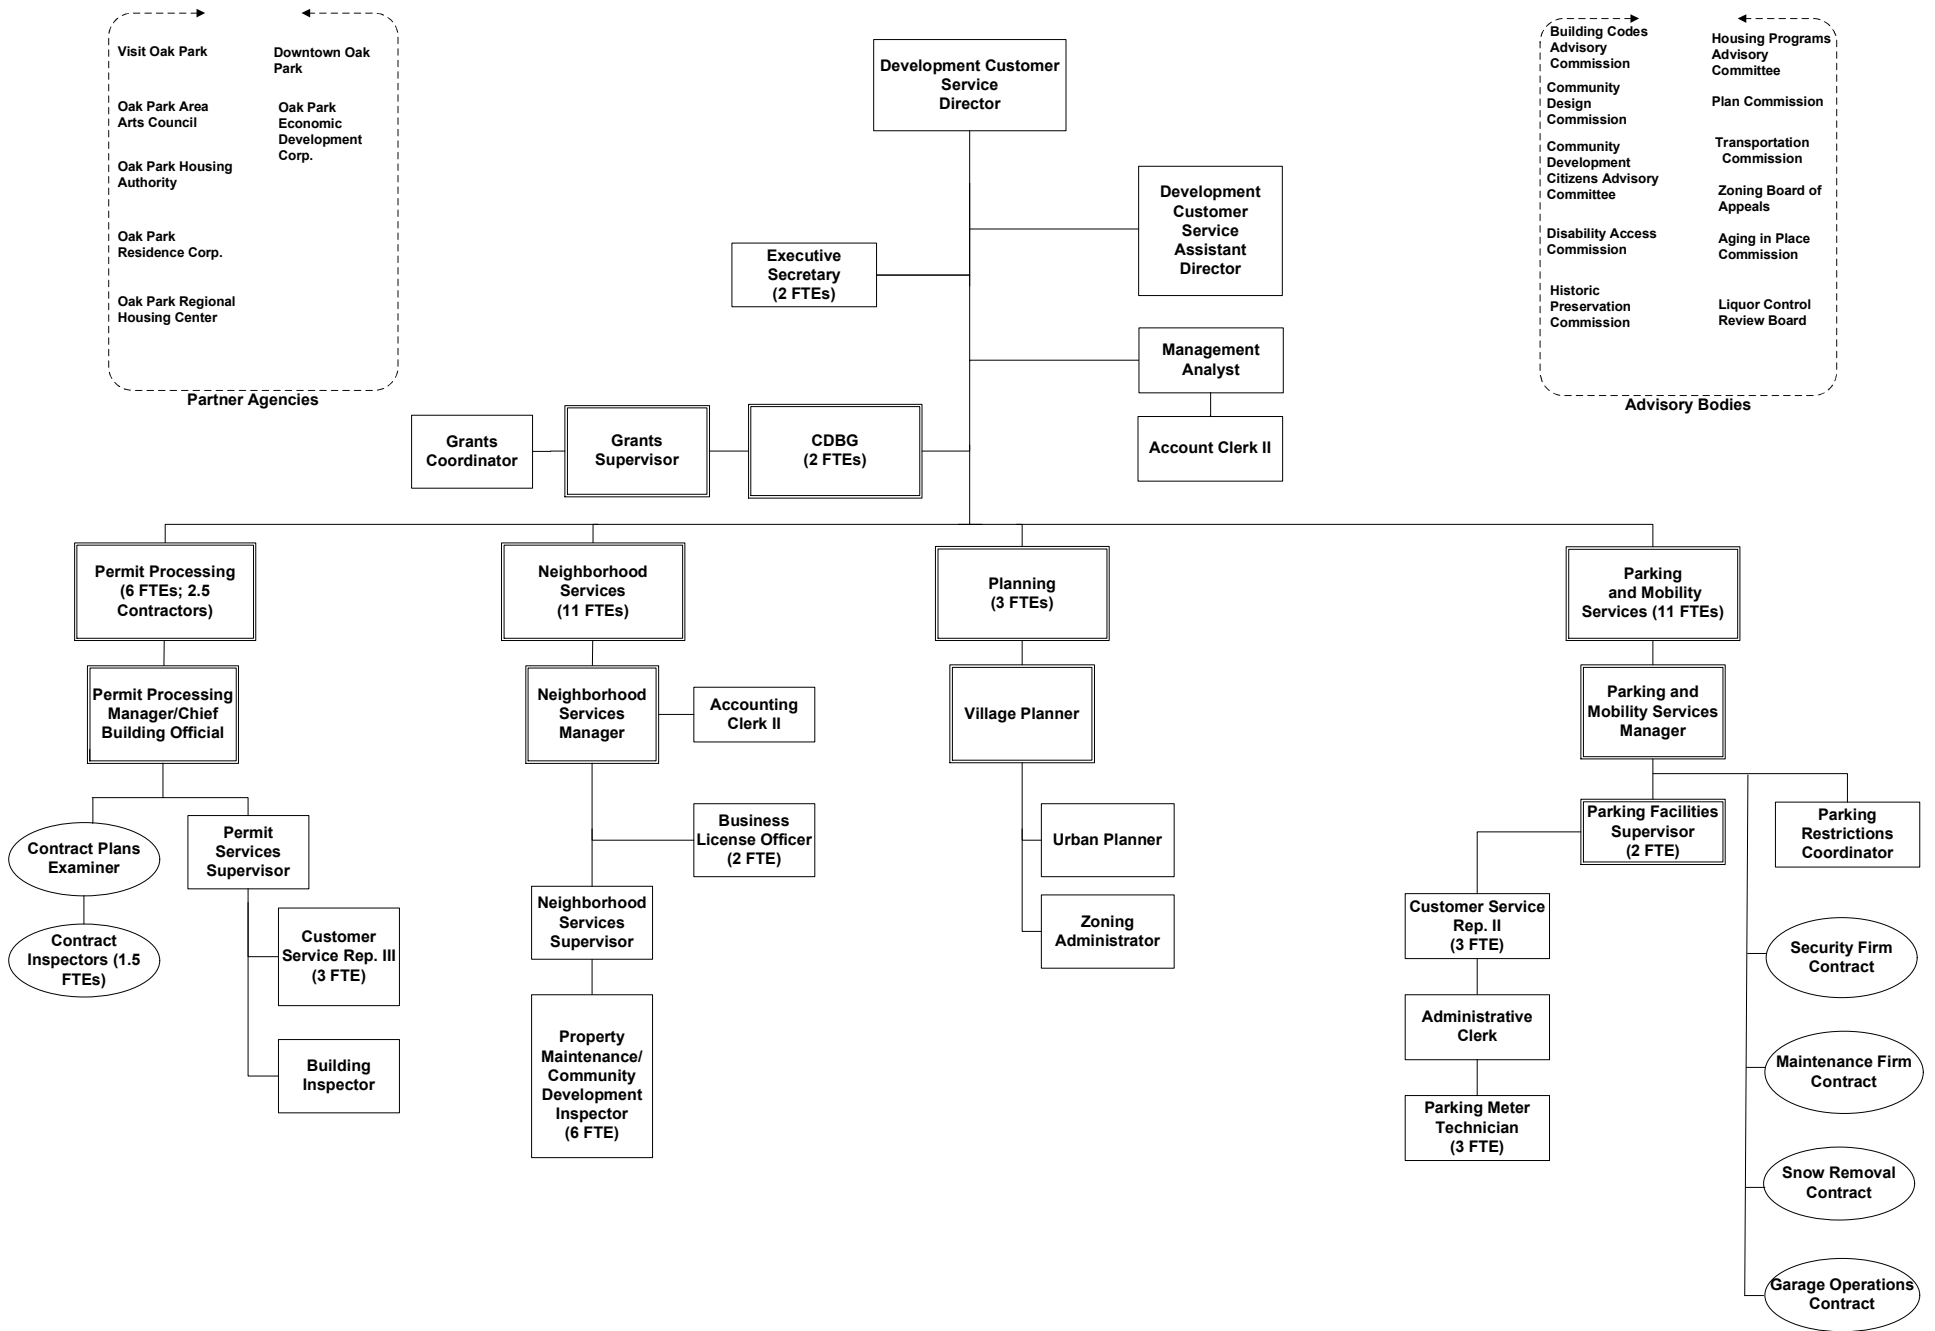 Visit Oak Park
Oak Park Area
Arts Council
Oak Park Housing
Authority
Oak Park
Residence Corp.
Oak Park Regional
Housing Center
Downtown Oak
Park
Oak Park
Economic
Development
Corp.
Partner Agencies
Development Customer
Service
Director
Development
Customer
Service
Assistant
Director
Executive
Secretary
(2 FTEs)
Management
Analyst
Account Clerk II
Grants
Coordinator
Grants
Supervisor
CDBG
(2 FTEs)
Building Codes
Advisory
Commission
Community
Design
Commission
Community
Development
Citizens Advisory
Committee
Disability Access
Commission
Historic
Preservation
Commission
Housing Programs
Advisory
Committee
Plan Commission
Transportation
Commission
Zoning Board of
Appeals
Aging in Place
Commission
Liquor Control
Review Board
Advisory Bodies
Permit Processing
(6 FTEs; 2.5
Contractors)
Permit Processing
Manager/Chief
Building Official
Contract Plans
Examiner
Contract
Inspectors (1.5
FTEs)
Permit
Services
Supervisor
Customer
Service Rep. III
(3 FTE)
Building
Inspector
Neighborhood
Services
(11 FTEs)
Neighborhood
Services
Manager
Accounting
Clerk II
Business
License Officer
(2 FTE)
Neighborhood
Services
Supervisor
Property
Maintenance/
Community
Development
Inspector
(6 FTE)
Planning
(3 FTEs)
Village Planner
Urban Planner
Zoning
Administrator
Parking
and Mobility
Services (11 FTEs)
Parking and
Mobility Services
Manager
Parking Facilities
Supervisor
(2 FTE)
Parking
Restrictions
Coordinator
Customer Service
Rep. II
(3 FTE)
Administrative
Clerk
Parking Meter
Technician
(3 FTE)
Security Firm
Contract
Maintenance Firm
Contract
Snow Removal
Contract
Garage Operations
Contract